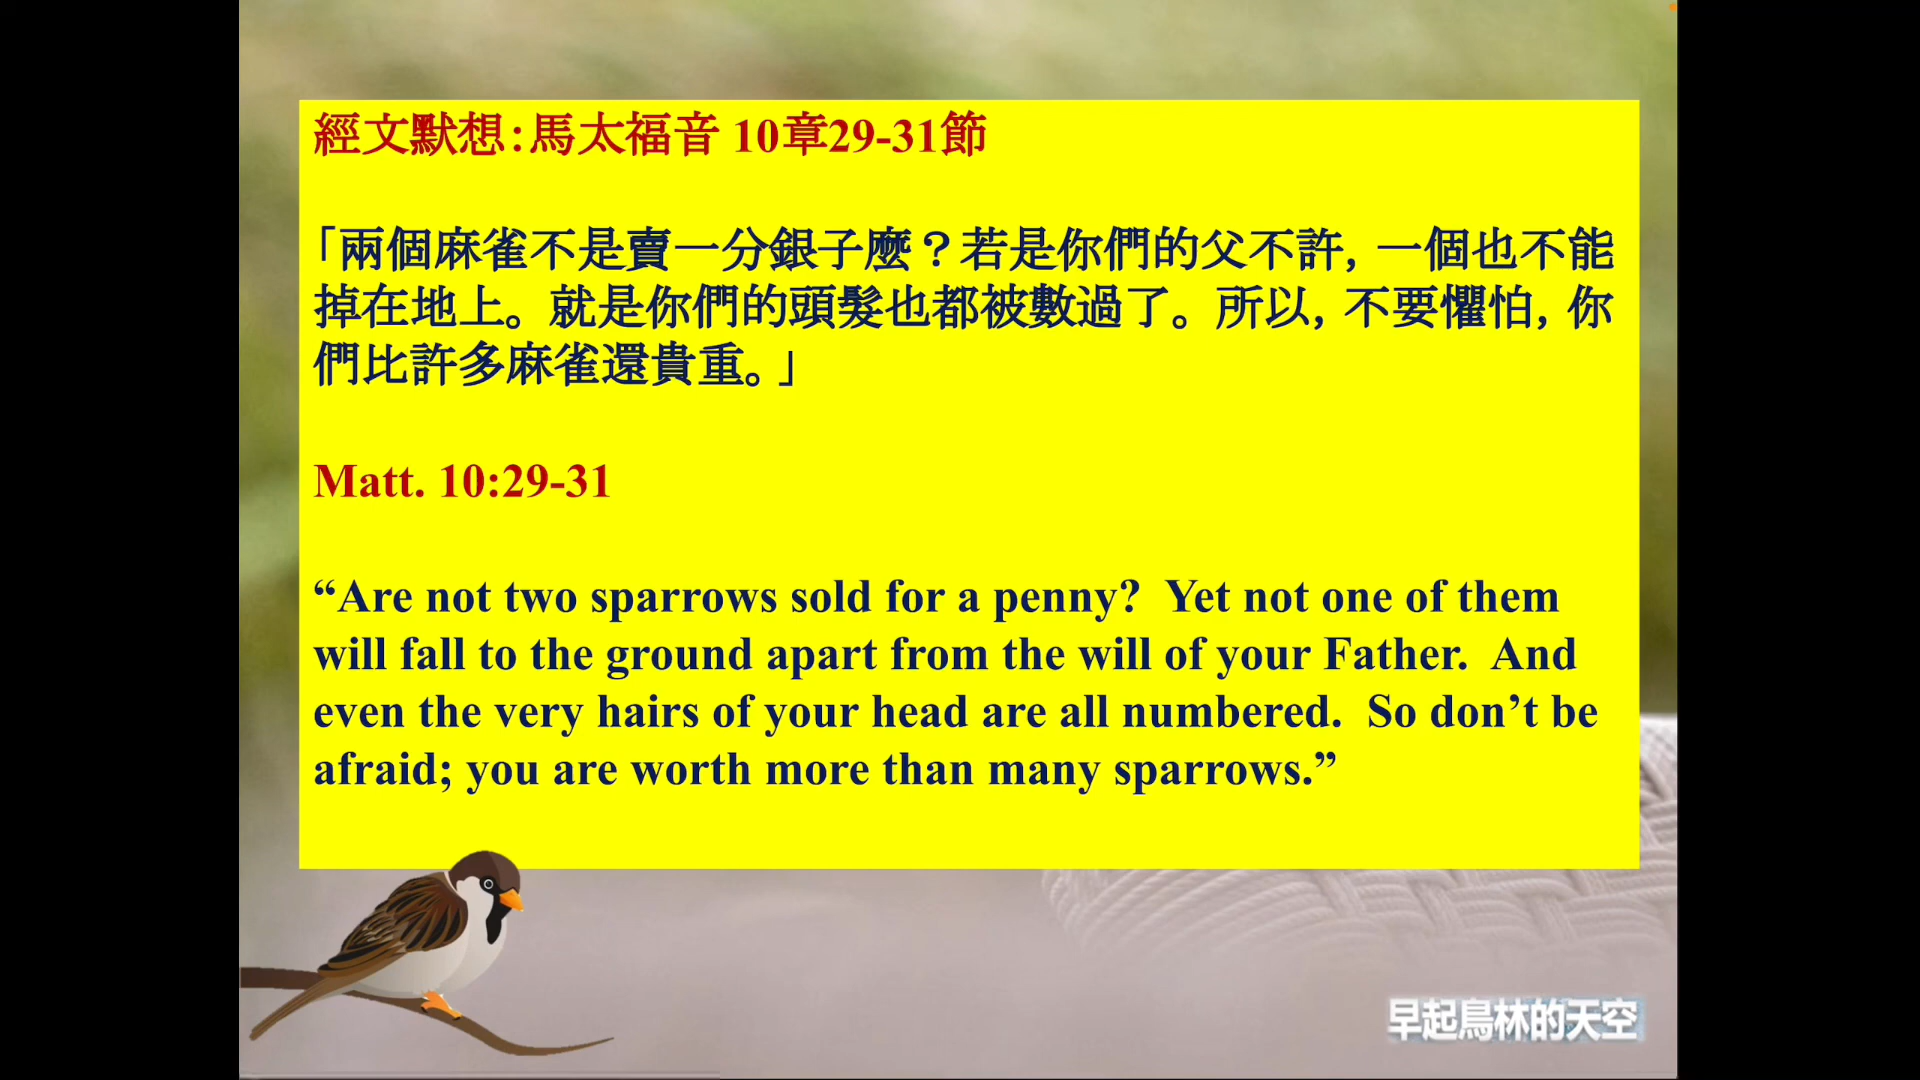 經文默想：馬太福音 10章29-31節
「兩個麻雀不是賣一分銀子麼？若是你們的父不許，一個也不能
掉在地上。就是你們的頭髮也都被數過了。所以，不要懼怕，你
們比許多麻雀還貴重。」
Matt. 10:29-31
“Are not two sparrows sold for a penny?  Yet not one of them
will fall to the ground apart from the will of your Father.  And
even the very hairs of your head are all numbered.  So don’t be
afraid; you are worth more than many sparrows.”
早起鳥林的天空